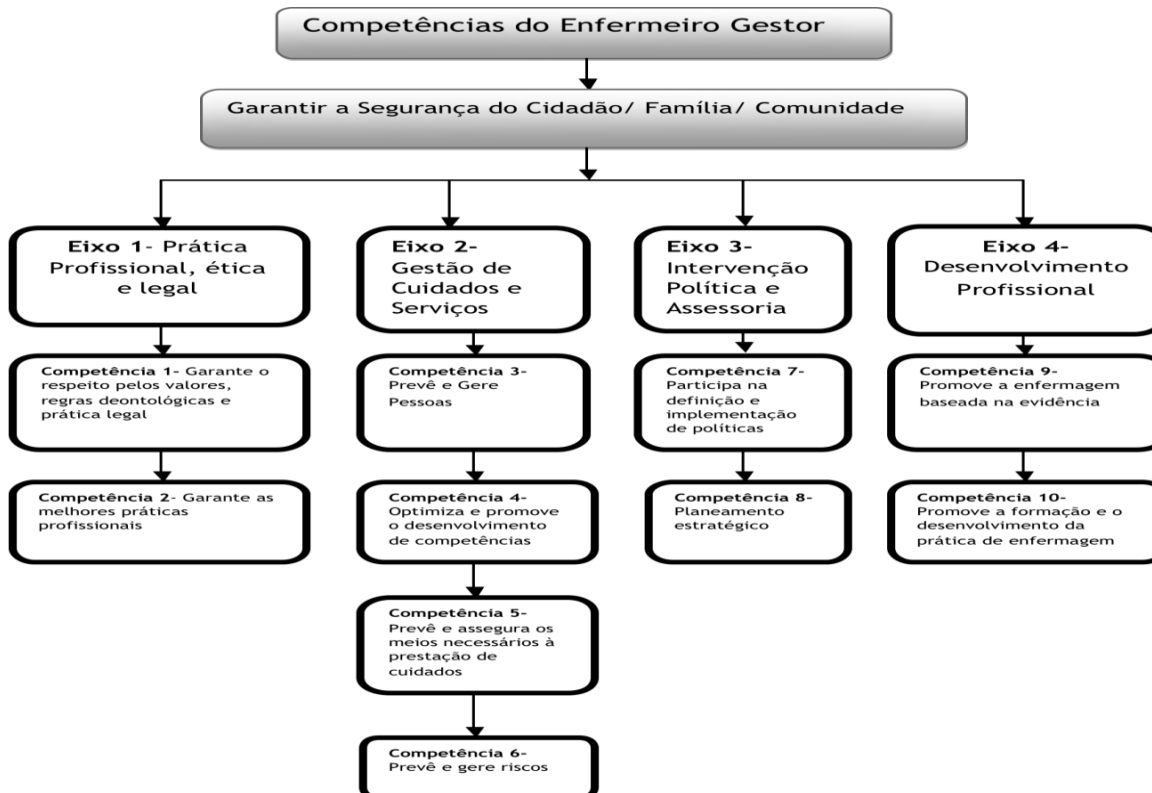 Competências do Enfermeiro Gestor
Garantir a Segurança do Cidadão/ Família/ Comunidade
Eixo 1- Prática
Profissional, ética
e legal
Competência 1- Garante o
respeito pelos valores,
regras deontológicas e
prática legal
Competência 2- Garante as
melhores práticas
profissionais
Eixo 2-
Gestão de
Cuidados e
Serviços
Competência 3-
Prevê e Gere
Pessoas
Competência 4-
Optimiza e promove
o desenvolvimento
de competências
Competência 5-
Prevê e assegura os
meios necessários à
prestação de
cuidados
Competência 6-
Prevê e gere riscos
Eixo 3-
Intervenção
Política e
Assessoria
Competência 7-
Participa na
definição e
implementação
de políticas
Competência 8-
Planeamento
estratégico
Eixo 4-
Desenvolvimento
Profissional
Competência 9-
Promove a enfermagem
baseada na evidência
Competência 10-
Promove a formação e o
desenvolvimento da
prática de enfermagem